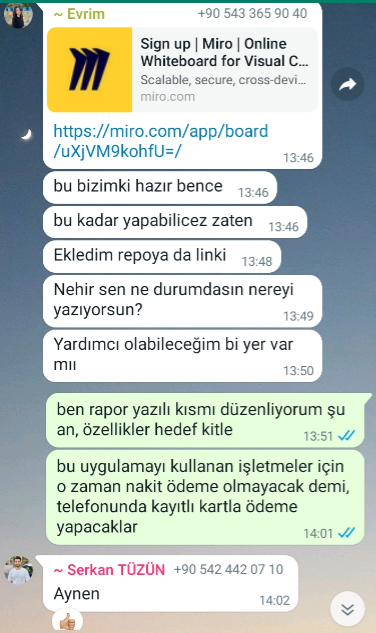 ~ Evrim +90 543 365 90 40
Sign up | Miro | Online
Whiteboard for Visual C...
Scalable, secure, cross-devi...
miro.com
https://miro.com/app/board
/uXjVM9kohfU=/
13:46
bu bizimki hazır bence 13:46
bu kadar yapabilicez zaten 13:46
Ekledim repoya da linki 13:48
Nehir sen ne durumdasın nereyi
yazıyorsun? 13:49
Yardımcı olabileceğim bi yer var
mıı 13:50
ben rapor yazılı kısmı düzenliyorum şu
an, özellikler hedef kitle 13:51
bu uygulamayı kullanan işletmeler için
o zaman nakit ödeme olmayacak demi,
telefonunda kayıtlı kartla ödeme
yapacaklar 14:01
~ Serkan TÜZÜN +90 542 442 07 10
Aynen 14:02